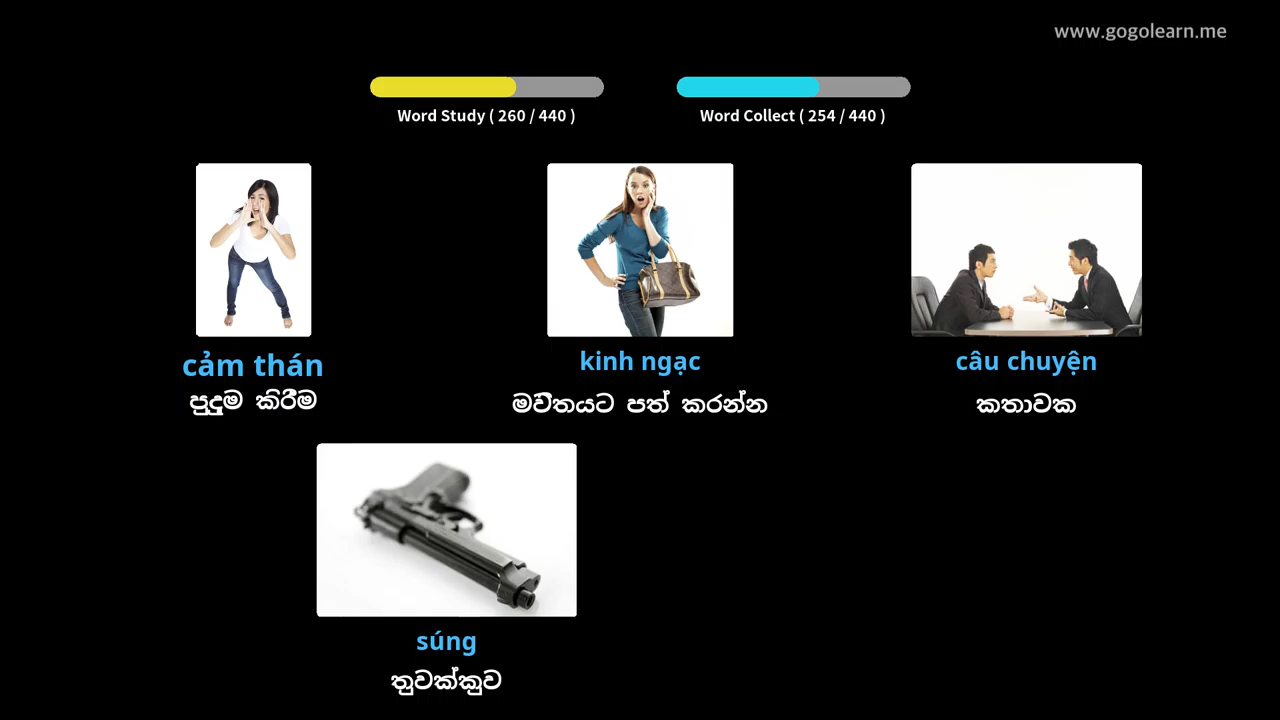 www.gogolearn.me
Word Study ( 260 / 440 )
Word Collect ( 254 / 440 )
cảm thán
පුදුම කිරීම
kinh ngạc
මවිතයට පත් කරන්න
câu chuyện
කතාවක
súng
තුවක්කුව